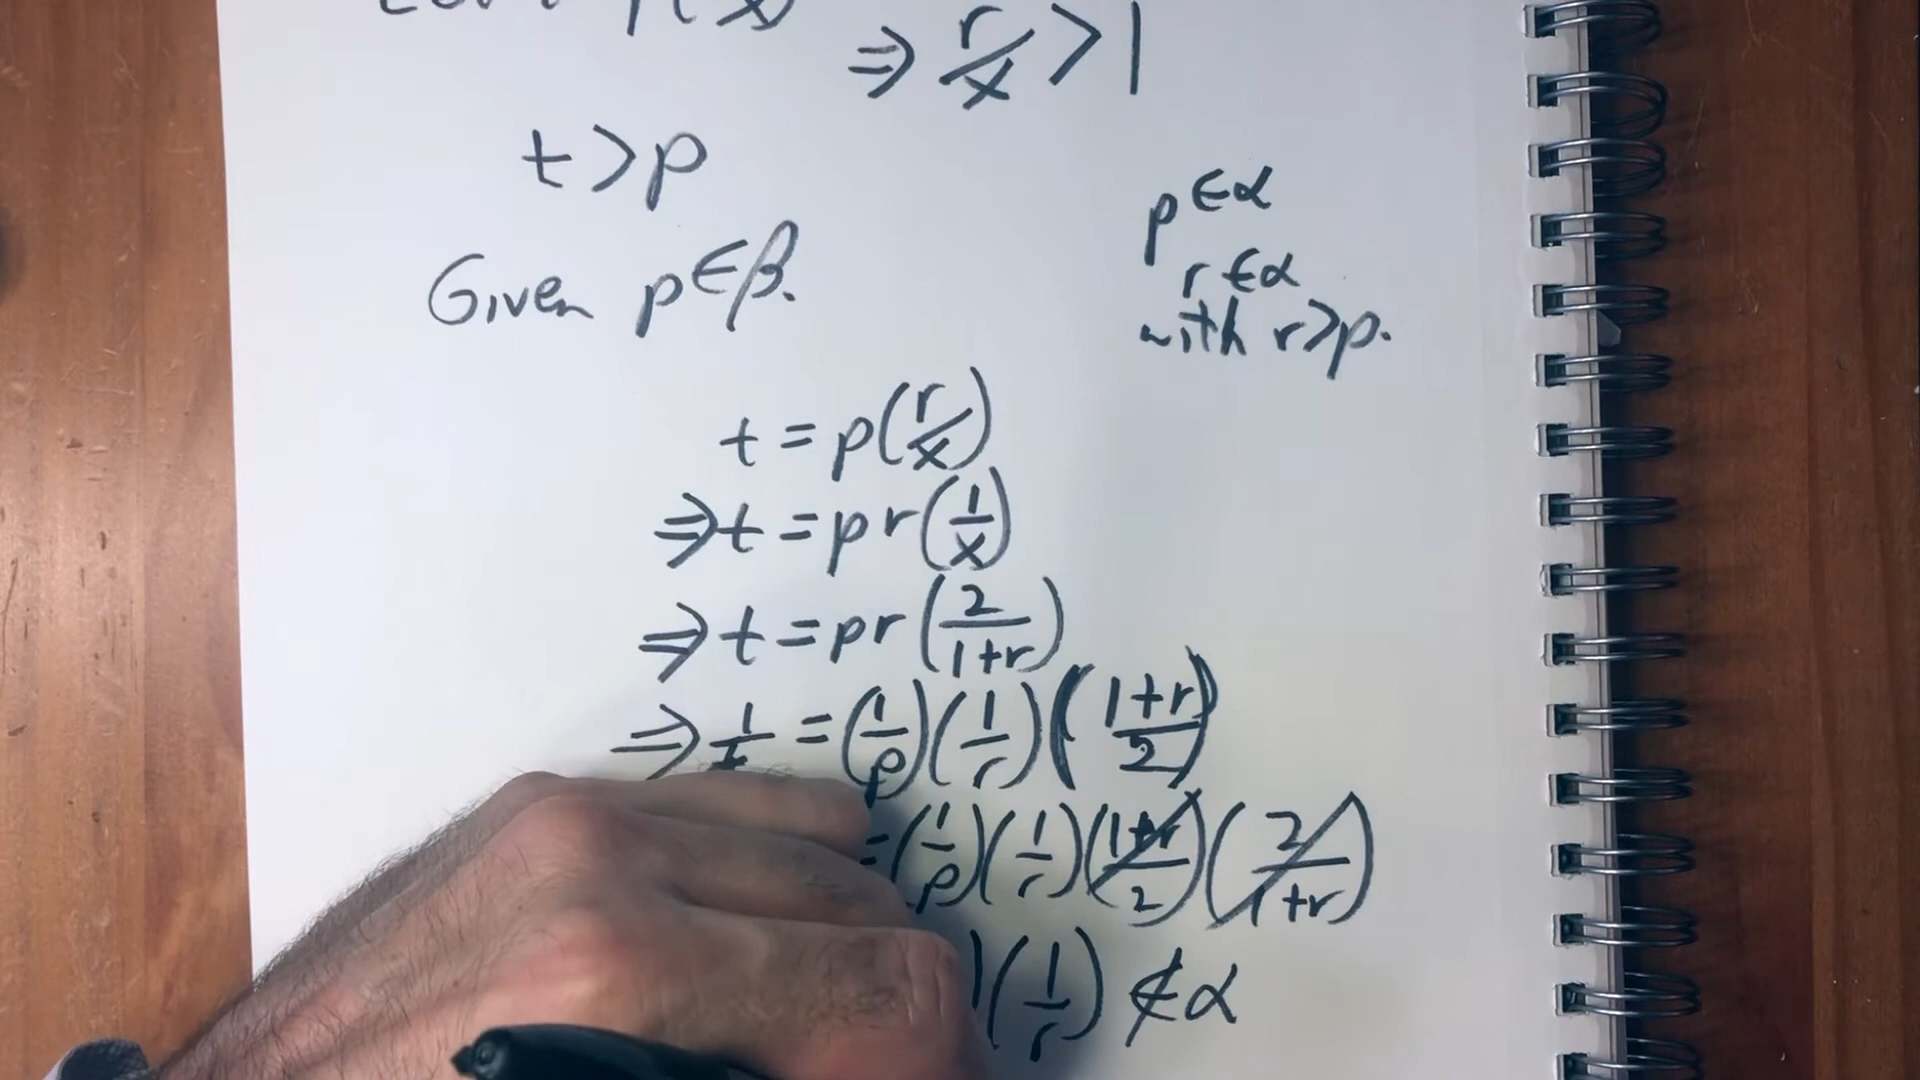 ⇒ r/x > 1
t > p
p ∈ α
r ∈ α
with r > p.
Given p ∈ β.
t = p(r/x)
⇒ t = pr(1/x)
⇒ t = pr(2/(1+r))
⇒ 1/t = (1/p)(1/r)((1+r)/2)
= (1/p)(1/r)((1+r)/2)(2/(1+r))
)(1/r) ∉ α